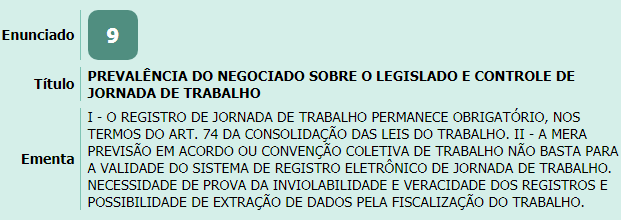 Enunciado 9
Título PREVALÊNCIA DO NEGOCIADO SOBRE O LEGISLADO E CONTROLE DE
JORNADA DE TRABALHO
I - O REGISTRO DE JORNADA DE TRABALHO PERMANECE OBRIGATÓRIO, NOS
TERMOS DO ART. 74 DA CONSOLIDAÇÃO DAS LEIS DO TRABALHO. II - A MERA
Ementa PREVISÃO EM ACORDO OU CONVENÇÃO COLETIVA DE TRABALHO NÃO BASTA PARA
A VALIDADE DO SISTEMA DE REGISTRO ELETRÔNICO DE JORNADA DE TRABALHO.
NECESSIDADE DE PROVA DA INVIOLABILIDADE E VERACIDADE DOS REGISTROS E
POSSIBILIDADE DE EXTRAÇÃO DE DADOS PELA FISCALIZAÇÃO DO TRABALHO.